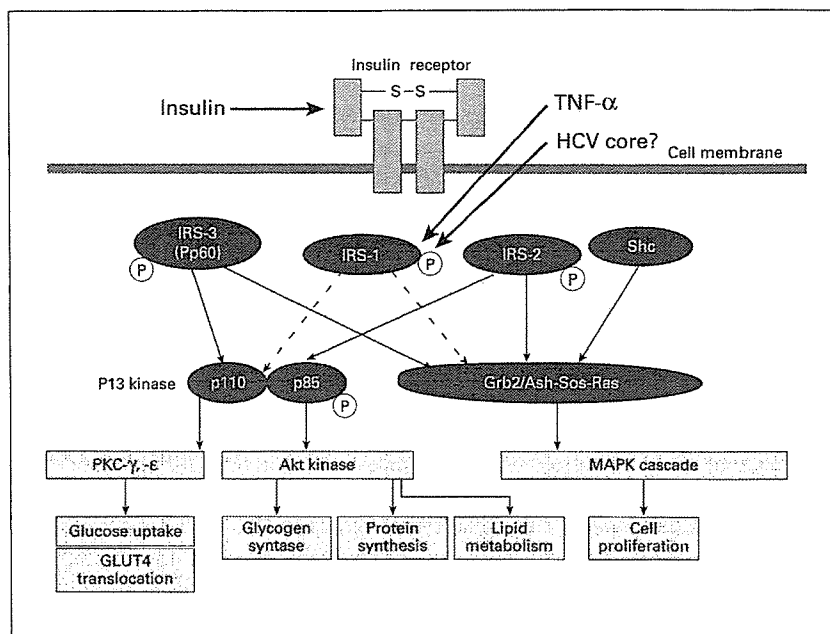 Insulin receptor
S–S
Insulin
TNF-α
HCV core?
Cell membrane
IRS-3
(Pp60)
P
IRS-1
P
IRS-2
P
Shc
P13 kinase
p110
p85
P
Grb2/Ash-Sos-Ras
PKC-γ, -ε
Akt kinase
MAPK cascade
Glucose uptake
GLUT4
translocation
Glycogen
syntase
Protein
synthesis
Lipid
metabolism
Cell
proliferation